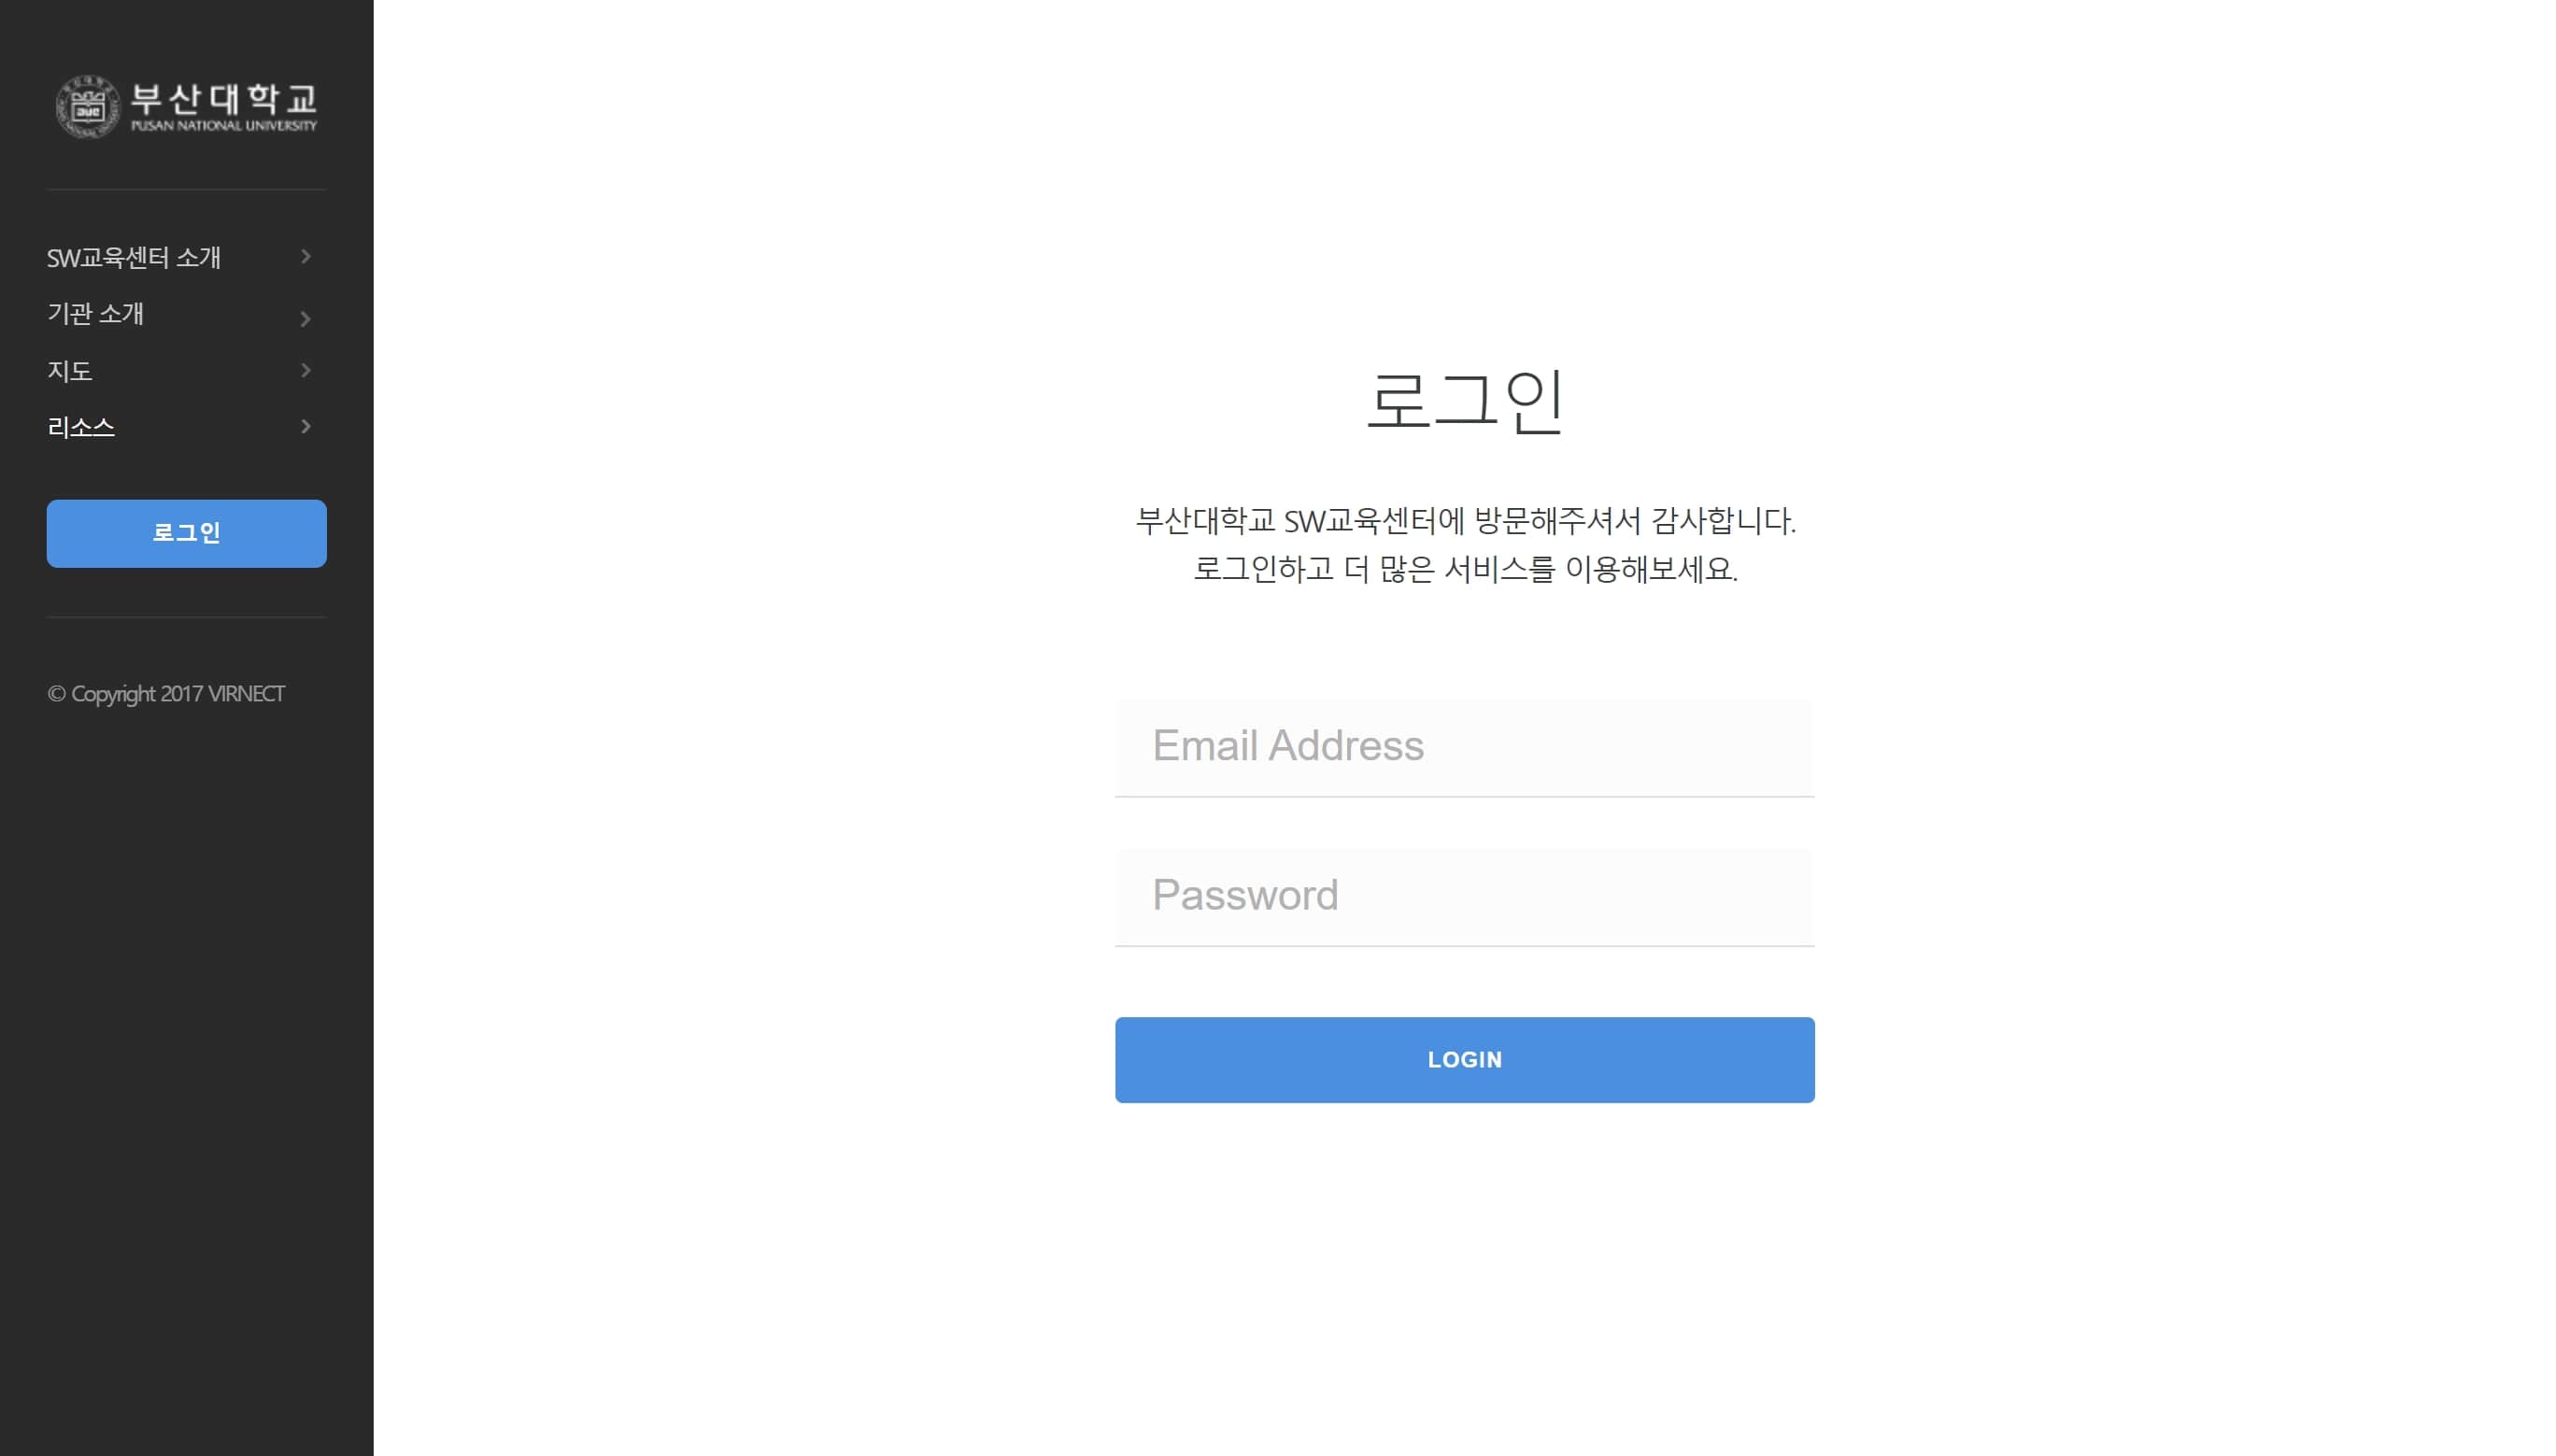 부산대학교
PUSAN NATIONAL UNIVERSITY
SW교육센터 소개
기관 소개
지도
리소스
로그인
© Copyright 2017 VIRNECT
로그인
부산대학교 SW교육센터에 방문해주셔서 감사합니다.
로그인하고 더 많은 서비스를 이용해보세요.
Email Address
Password
LOGIN